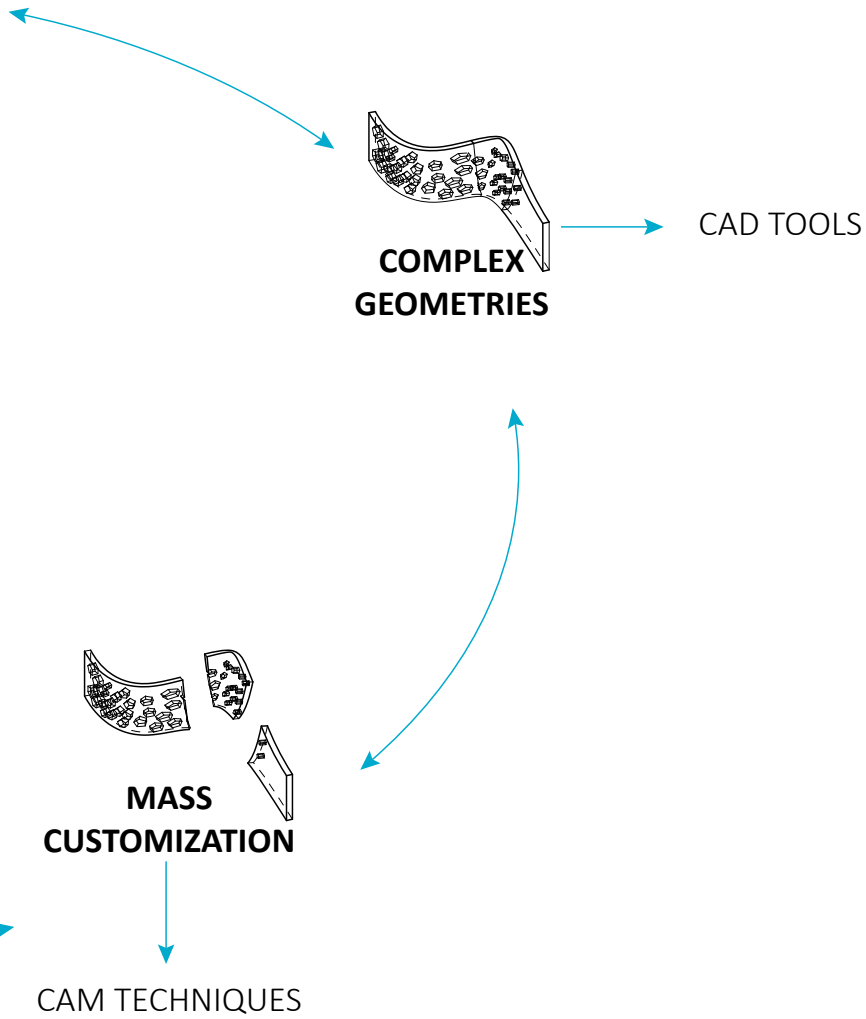 CAD TOOLS
COMPLEX
GEOMETRIES
MASS
CUSTOMIZATION
CAM TECHNIQUES